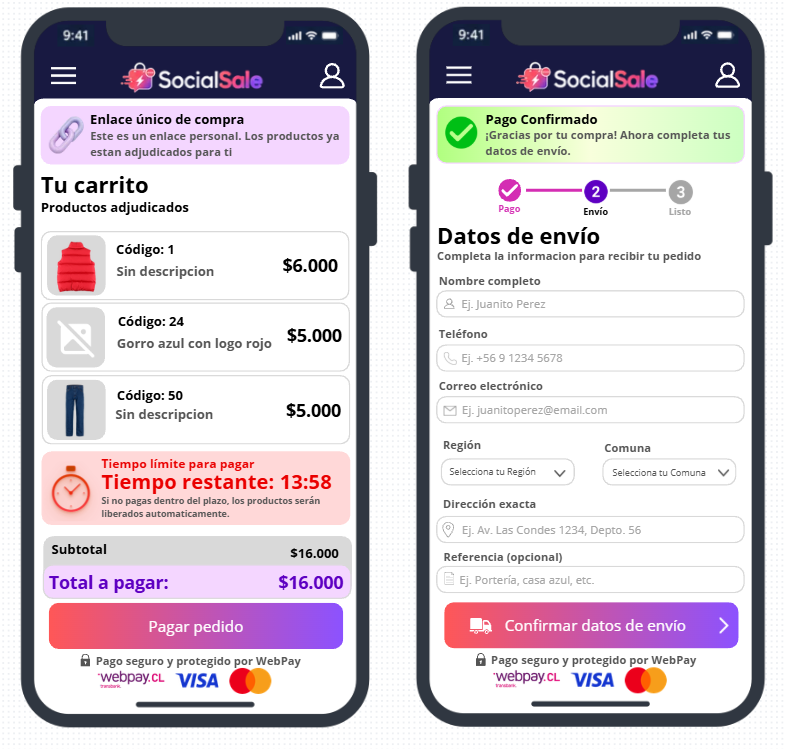 9:41
SocialSale
Enlace único de compra
Este es un enlace personal. Los productos ya
estan adjudicados para ti
Tu carrito
Productos adjudicados
Código: 1
Sin descripcion
$6.000
Código: 24
Gorro azul con logo rojo
$5.000
Código: 50
Sin descripcion
$5.000
Tiempo límite para pagar
Tiempo restante: 13:58
Si no pagas dentro del plazo, los productos serán
liberados automaticamente.
Subtotal
$16.000
Total a pagar:
$16.000
Pagar pedido
Pago seguro y protegido por WebPay
webpay.CL
transbank.
VISA
9:41
SocialSale
Pago Confirmado
¡Gracias por tu compra! Ahora completa tus
datos de envío.
2
3
Pago
Envío
Listo
Datos de envío
Completa la informacion para recibir tu pedido
Nombre completo
Ej. Juanito Perez
Teléfono
Ej. +56 9 1234 5678
Correo electrónico
Ej. juanitoperez@email.com
Región
Comuna
Selecciona tu Región
Selecciona tu Comuna
Dirección exacta
Ej. Av. Las Condes 1234, Depto. 56
Referencia (opcional)
Ej. Portería, casa azul, etc.
Confirmar datos de envío
Pago seguro y protegido por WebPay
webpay.CL
transbank.
VISA